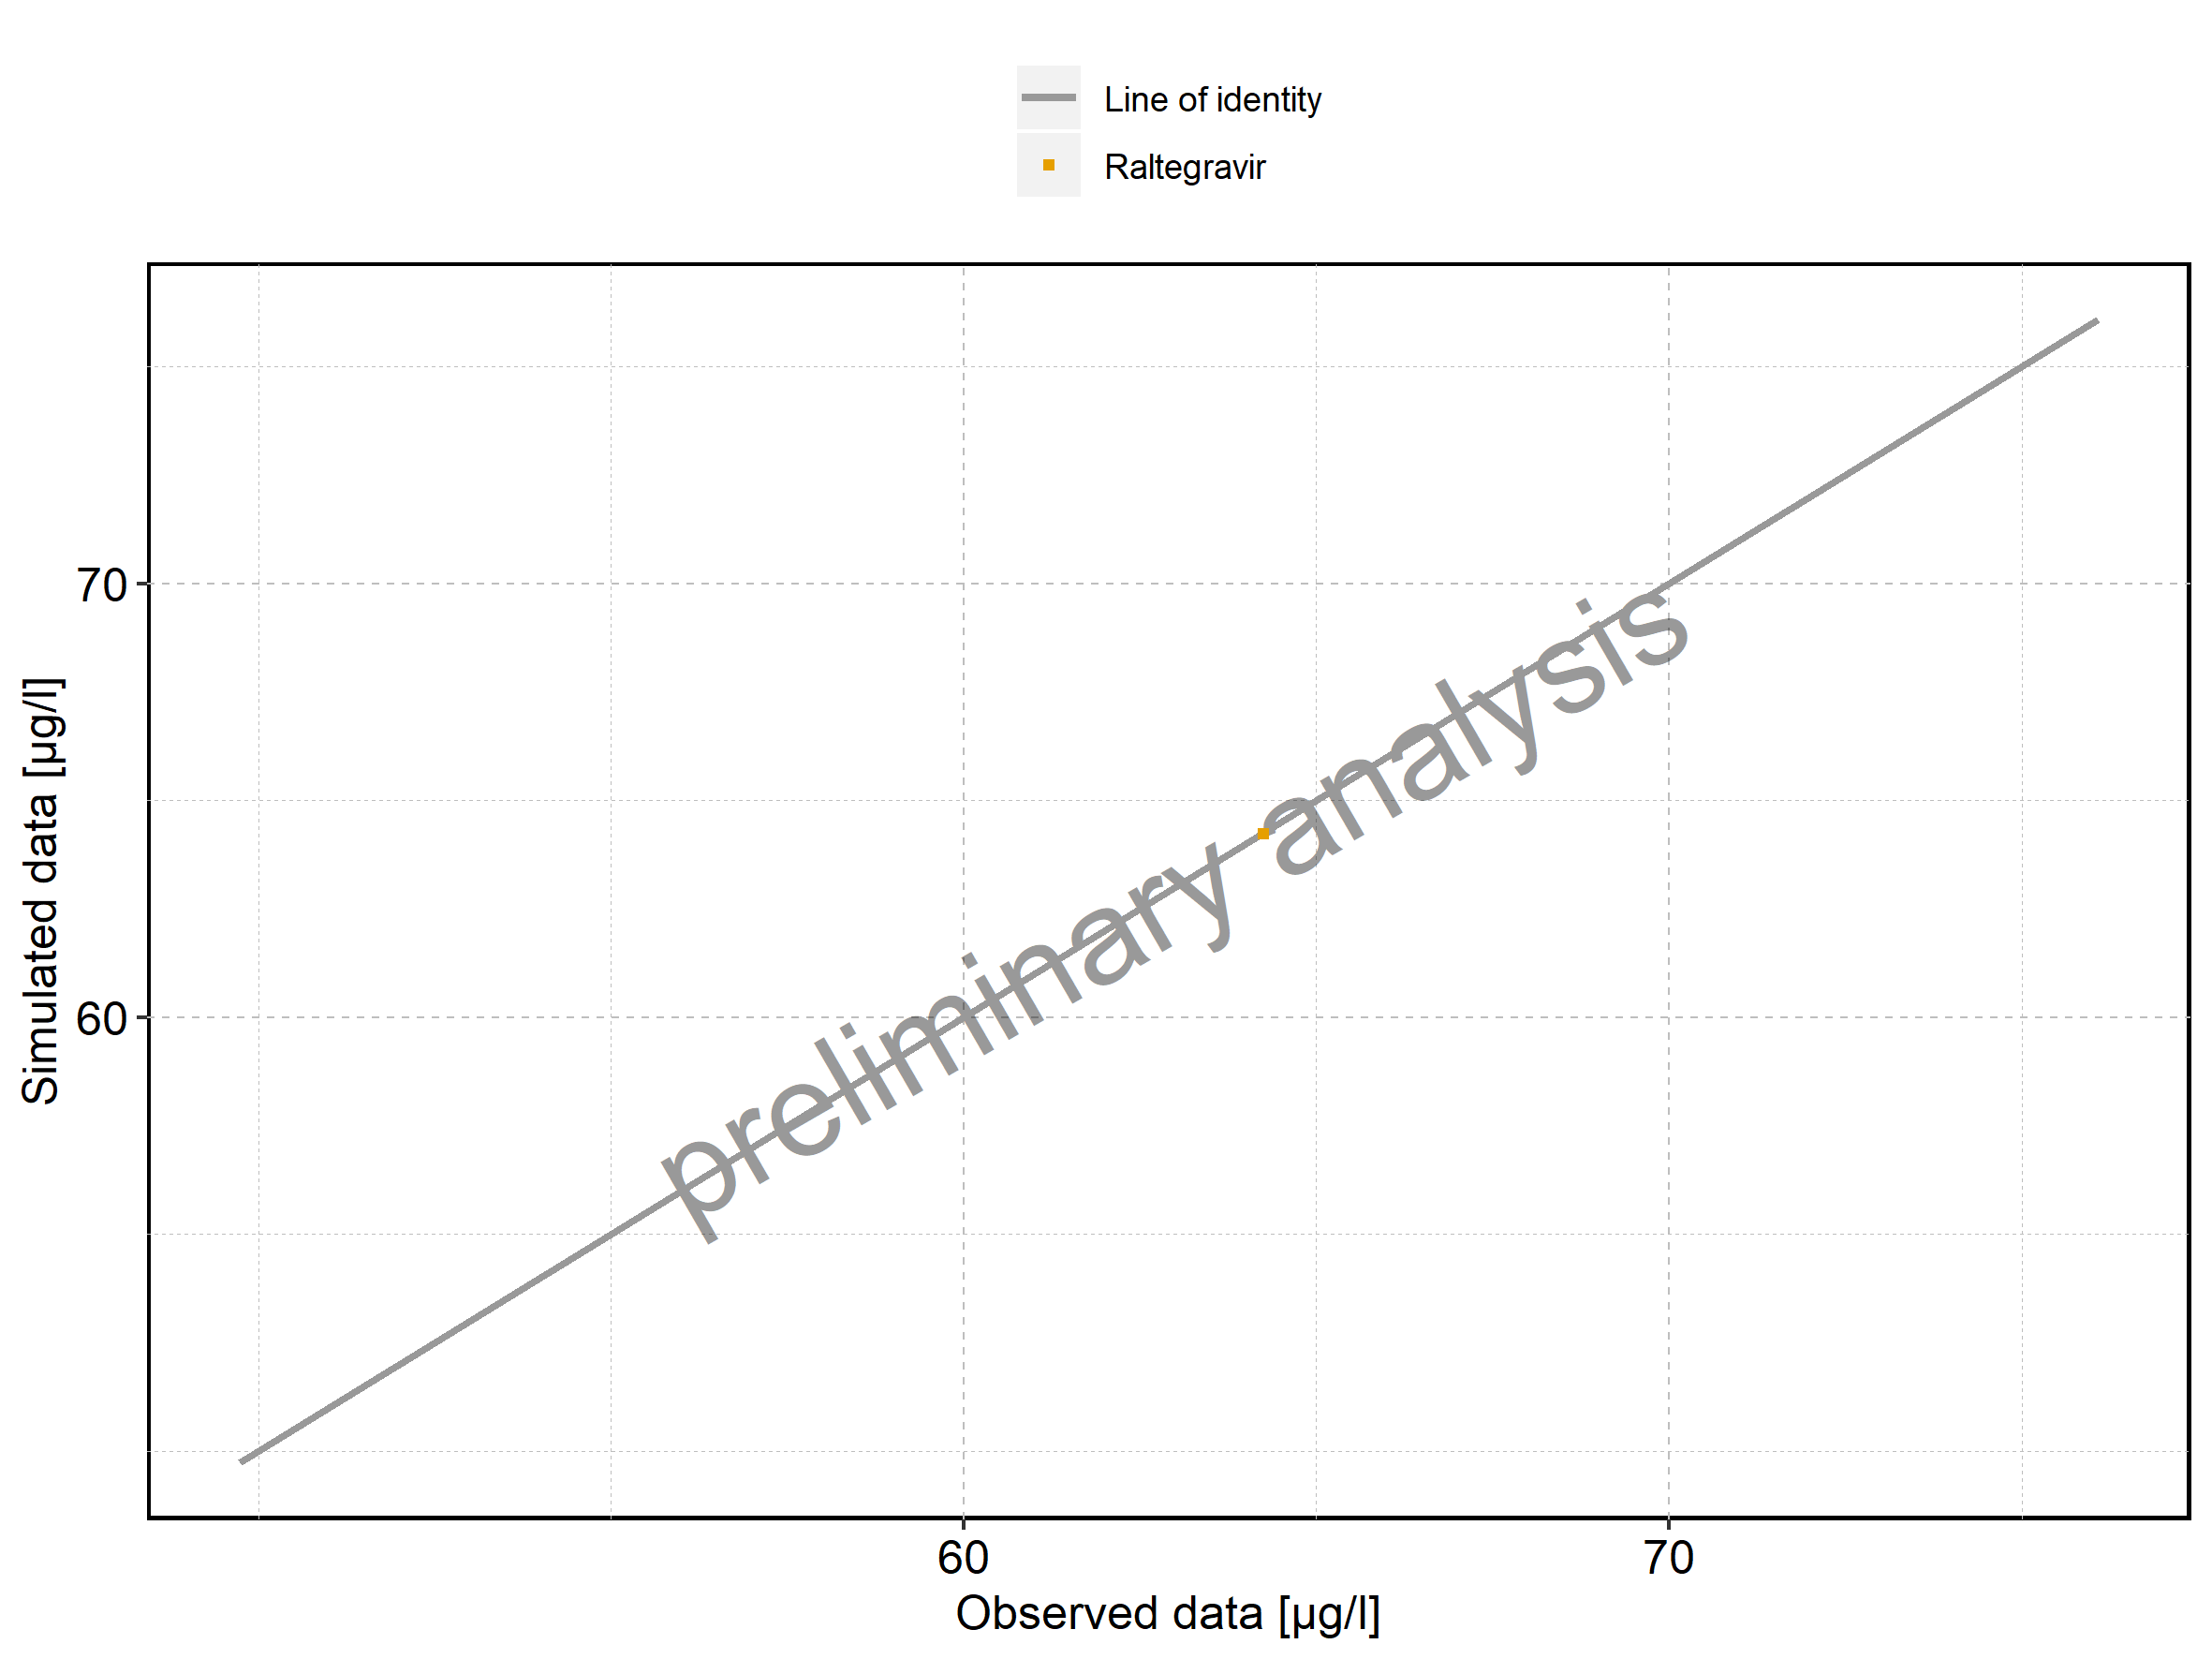 Line of identity
Raltegravir
70
60
Simulated data [µg/l]
preliminary analysis
60
70
Observed data [µg/l]